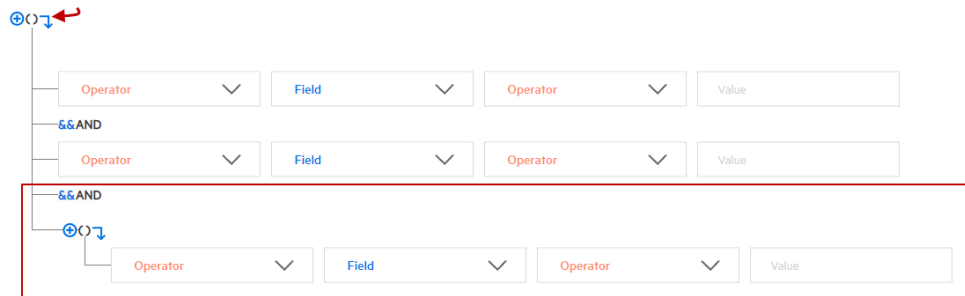 ()
Operator Field Operator Value
&&AND
Operator Field Operator Value
&&AND
()
Operator Field Operator Value